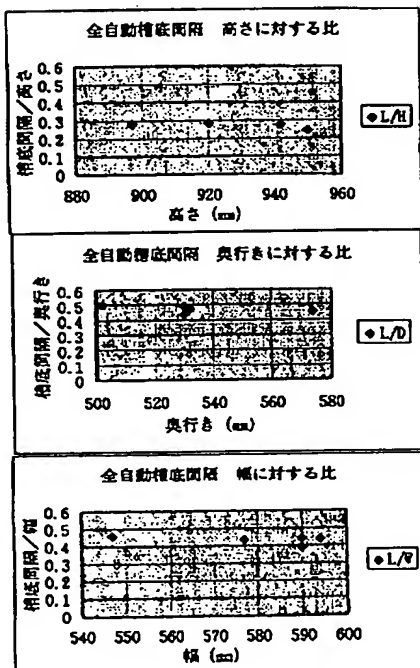 全自動槽底間隔 高さに対する比
槽底間隔/高さ
0.6
0.5
0.4
0.3
0.2
0.1
0
880 900 920 940 960
高さ (mm)
◆L/H
全自動槽底間隔 奥行きに対する比
槽底間隔/奥行き
0.6
0.5
0.4
0.3
0.2
0.1
0
500 520 540 560 580
奥行き (mm)
◆L/D
全自動槽底間隔 幅に対する比
槽底間隔/幅
0.6
0.5
0.4
0.3
0.2
0.1
0
540 550 560 570 580 590 600
幅 (mm)
◆L/W